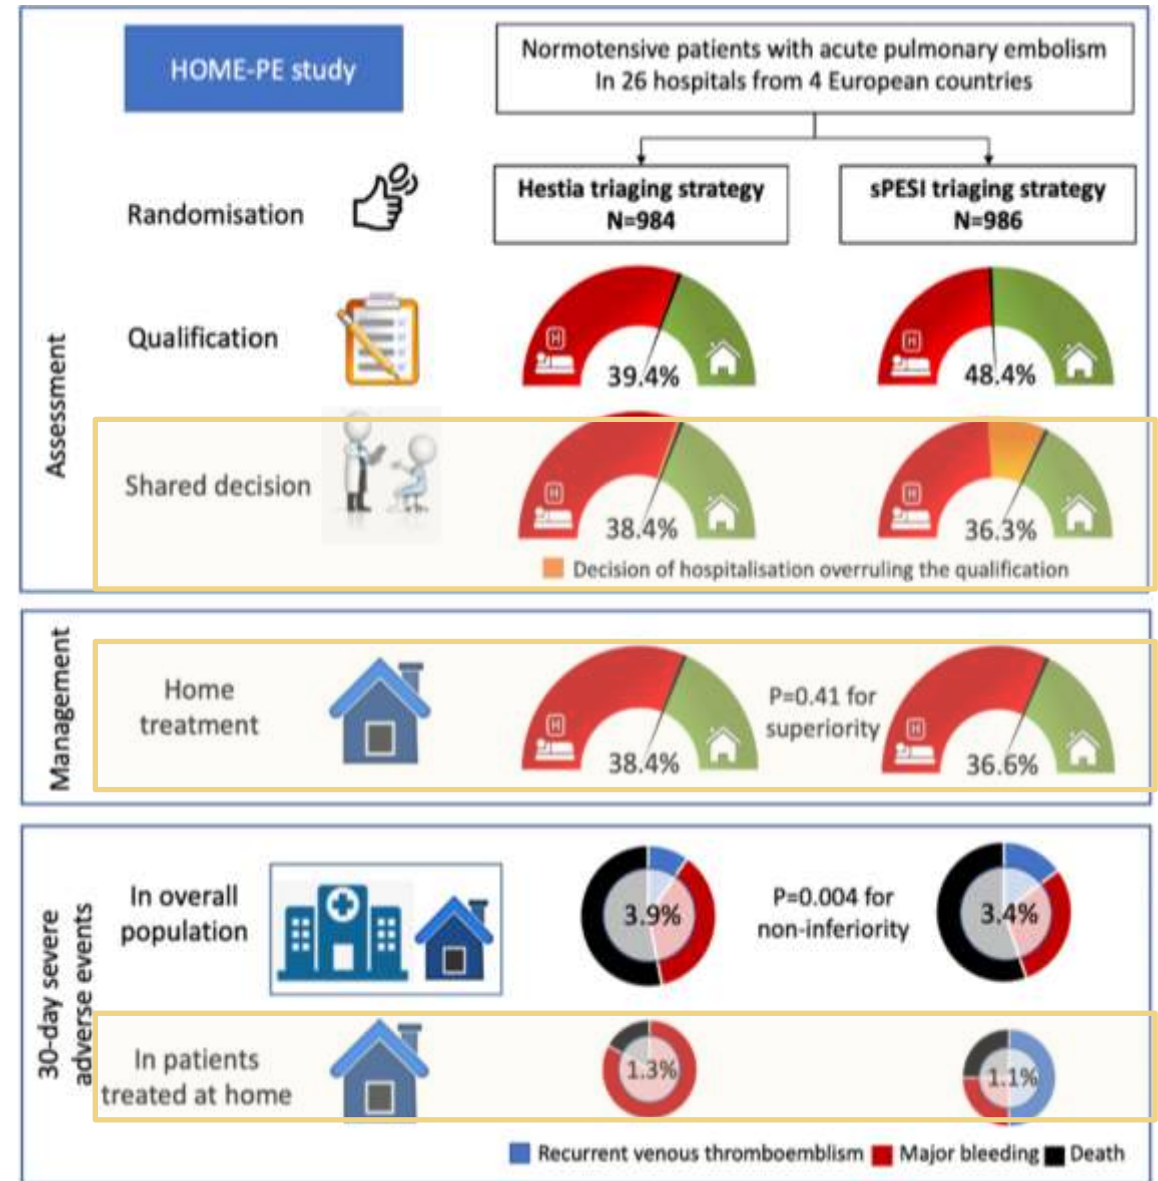 HOME-PE study
Normotensive patients with acute pulmonary embolism
In 26 hospitals from 4 European countries
Randomisation
Hestia triaging strategy
N=984
sPESI triaging strategy
N=986
Assessment
Qualification
H
39.4%
H
48.4%
Shared decision
H
38.4%
H
36.3%
Decision of hospitalisation overruling the qualification
Management
Home
treatment
H
38.4%
P=0.41 for
superiority
H
36.6%
30-day severe
adverse events
In overall
population
3.9%
P=0.004 for
non-inferiority
3.4%
In patients
treated at home
1.3%
1.1%
Recurrent venous thromboemblism
Major bleeding
Death